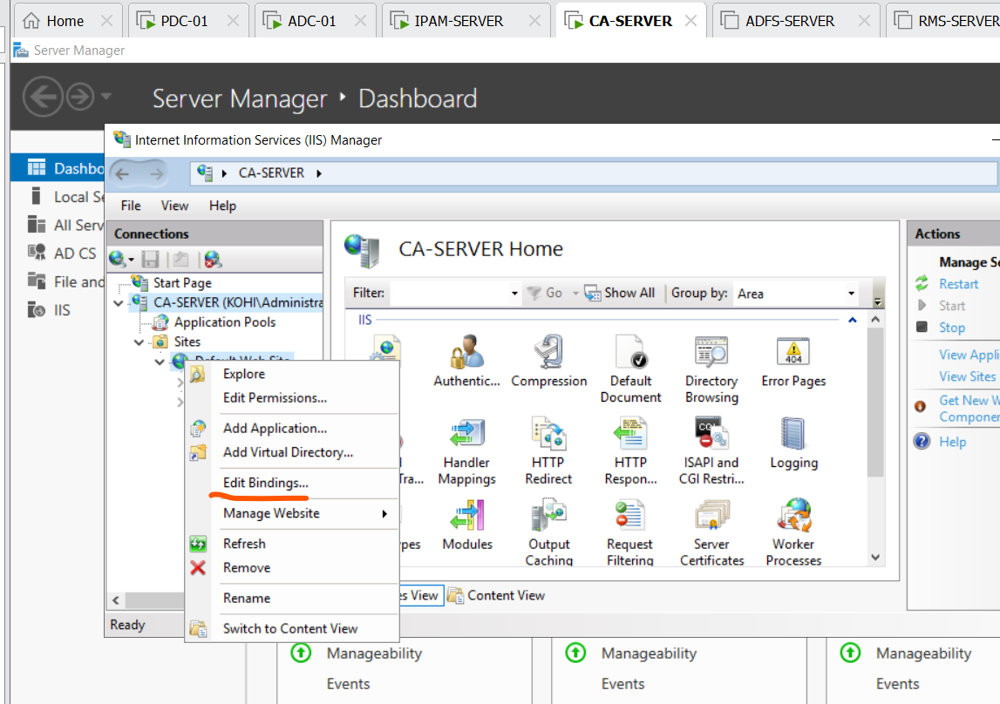 Home
PDC-01
ADC-01
IPAM-SERVER
CA-SERVER
ADFS-SERVER
RMS-SERVER
Server Manager
Server Manager
Dashboard
Internet Information Services (IIS) Manager
Dashbo
CA-SERVER
Local Se
File View Help
All Serv
Connections
CA-SERVER Home
Actions
AD CS
Manage Se
File and
Start Page
Filter:
Go
Show All
Group by:
Area
Restart
IIS
CA-SERVER (KOHI\Administra
Start
Application Pools
IIS
Stop
Sites
Default Web Site
View Appli
Explore
Authentic...
Compression
Default
Document
Directory
Browsing
Error Pages
View Sites
Edit Permissions...
Get New W
Componen
Add Application...
Help
Add Virtual Directory...
Tra...
Handler
Mappings
HTTP
Redirect
HTTP
Respon...
ISAPI and
CGI Restri...
Logging
Edit Bindings...
Manage Website
Refresh
ypes
Modules
Output
Caching
Request
Filtering
Server
Certificates
Worker
Processes
Remove
Rename
es View
Content View
Ready
Switch to Content View
Manageability
Manageability
Manageability
Events
Events
Events
404